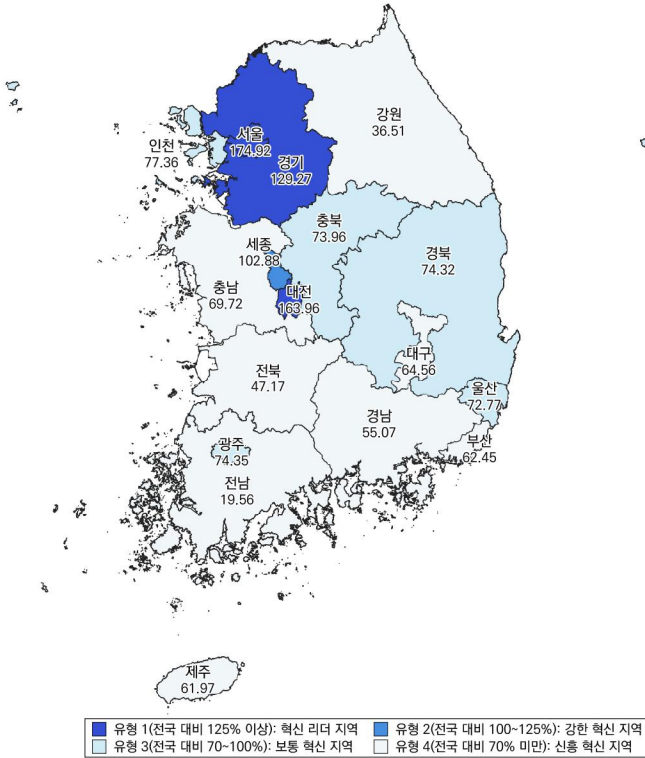 강원
36.51
서울
174.92
인천
77.36
경기
129.27
충북
73.96
세종
102.88
경북
74.32
충남
69.72
대전
163.96
대구
64.56
전북
47.17
울산
72.77
경남
55.07
부산
62.45
광주
74.35
전남
19.56
제주
61.97
유형 1(전국 대비 125% 이상): 혁신 리더 지역
유형 2(전국 대비 100~125%): 강한 혁신 지역
유형 3(전국 대비 70~100%): 보통 혁신 지역
유형 4(전국 대비 70% 미만): 신흥 혁신 지역